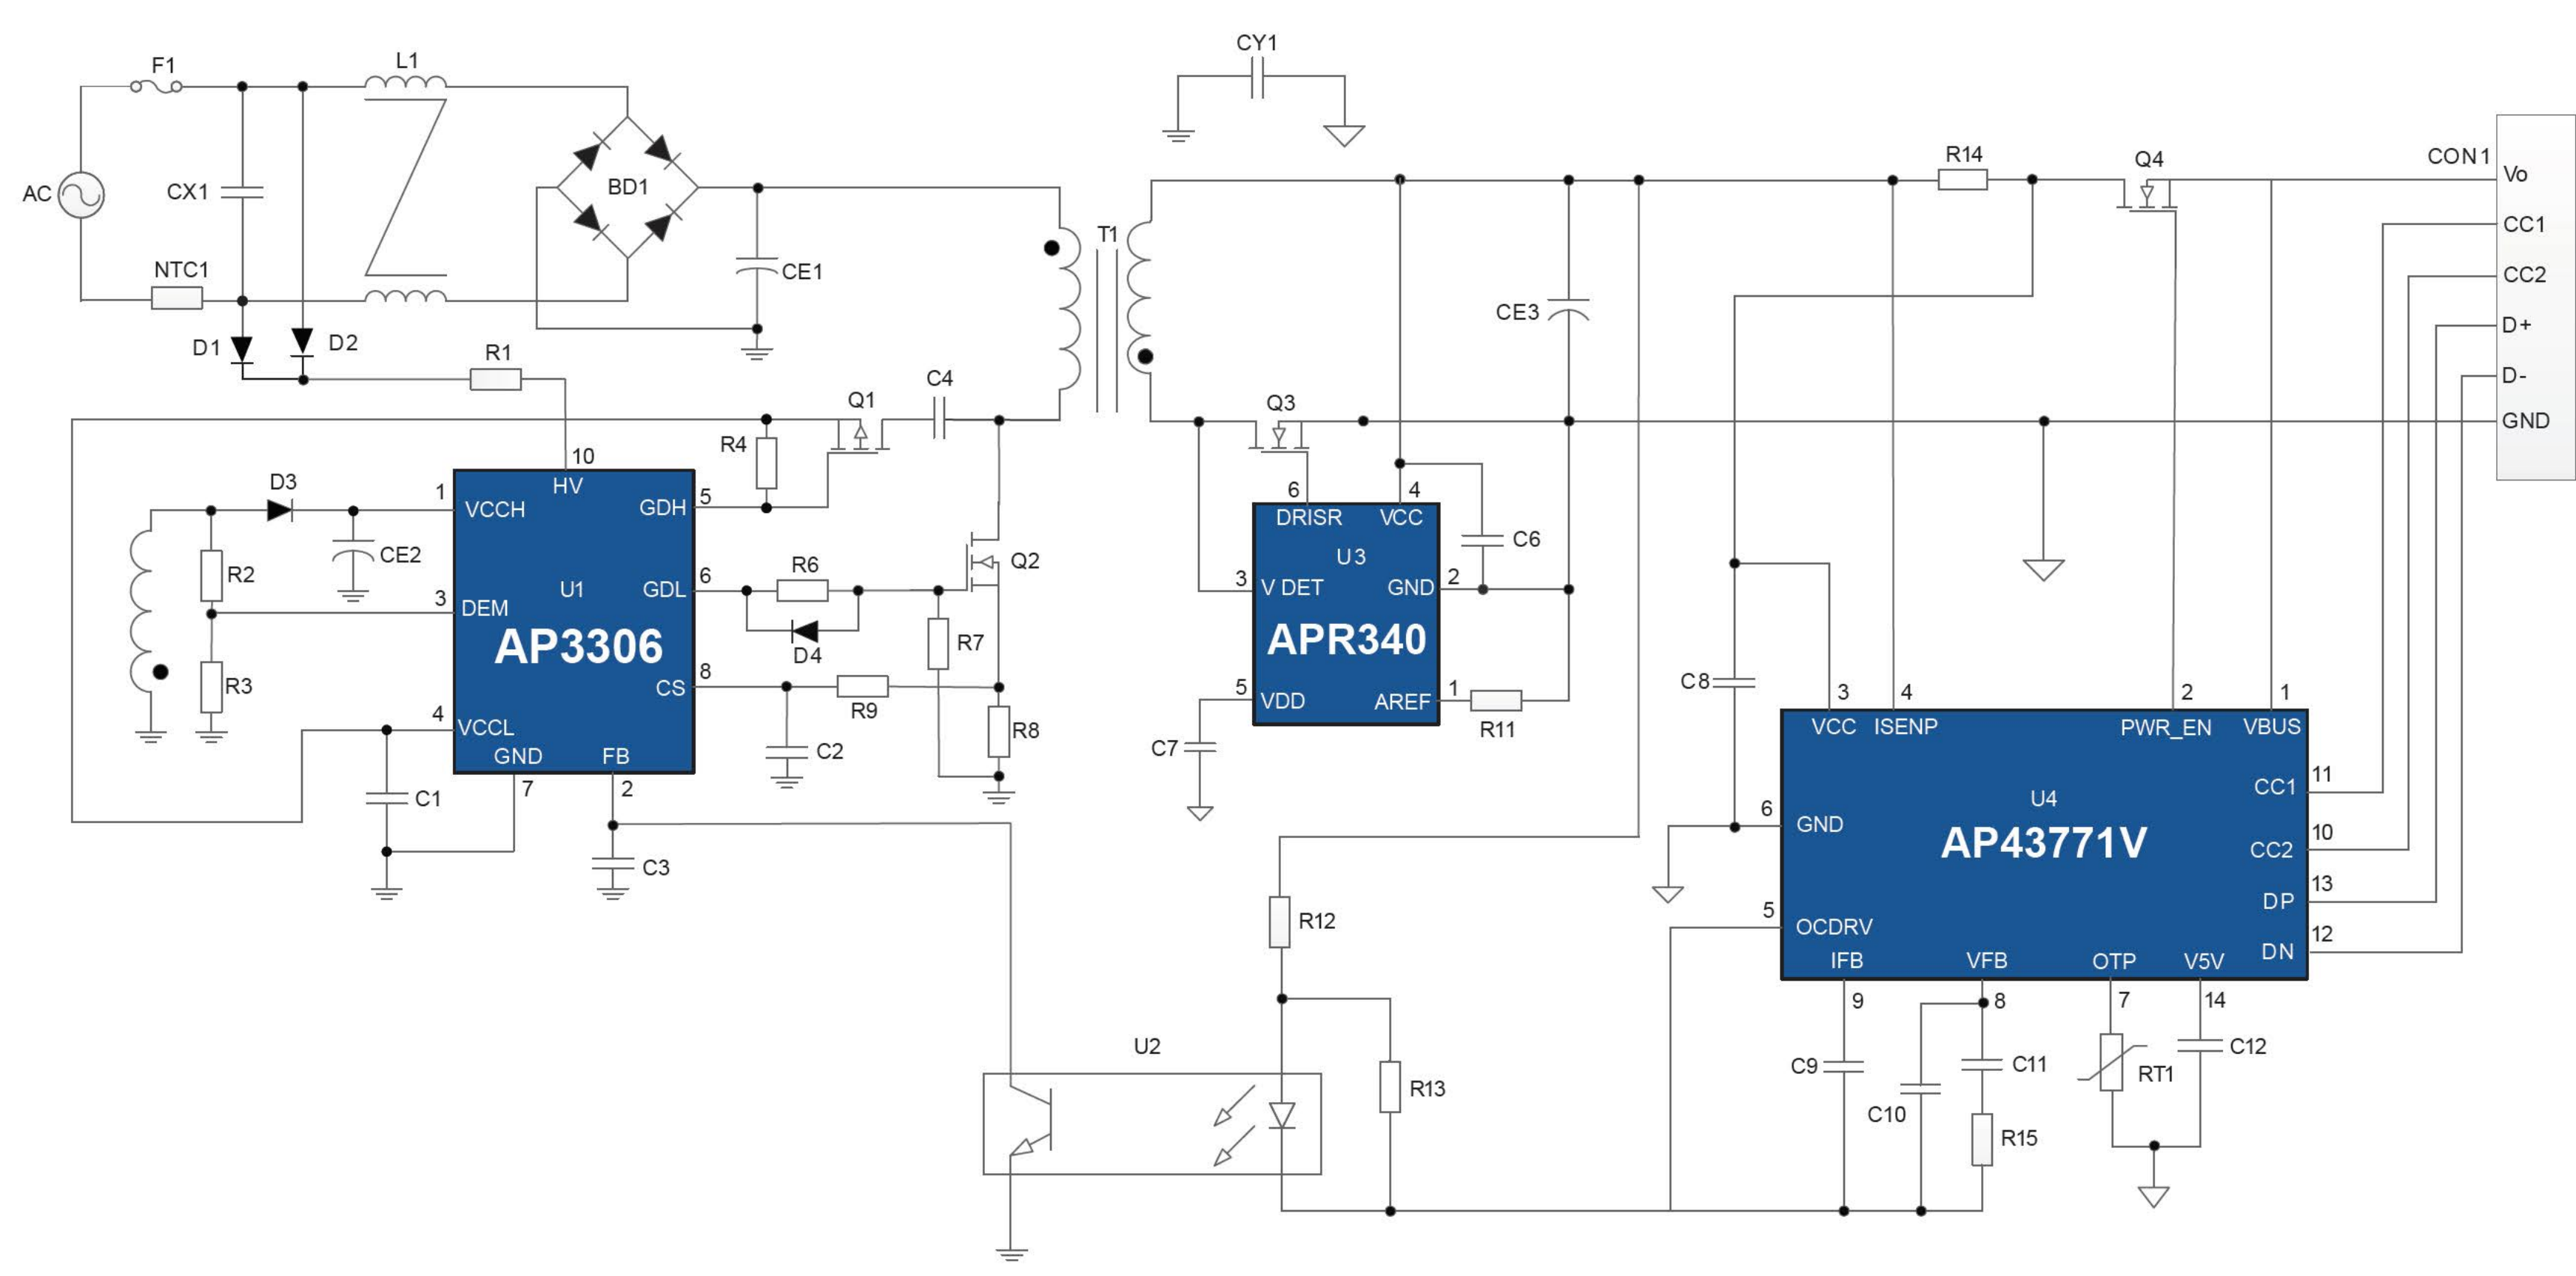 CY1
F1
L1
AC
CX1
BD1
NTC1
CE1
D1
D2
R1
T1
CE3
R14
Q4
CON1
Vo
CC1
CC2
D+
D-
GND
C4
Q1
R4
Q3
10
HV
D3
1
VCCH
GDH
5
CE2
R2
3
DEM
U1
GDL
6
R6
Q2
AP3306
D4
R7
R3
CS
8
R9
R8
4
VCCL
GND
FB
C1
7
2
C2
C3
6
4
DRISR
VCC
U3
C6
3
V DET
GND
2
APR340
5
VDD
AREF
1
R11
C7
C8
3
4
2
1
VCC
ISENP
PWR_EN
VBUS
11
CC1
U4
6
GND
AP43771V
10
CC2
13
DP
5
OCDRV
12
DN
IFB
VFB
OTP
V5V
9
8
7
14
R12
U2
R13
C9
C10
C11
R15
RT1
C12